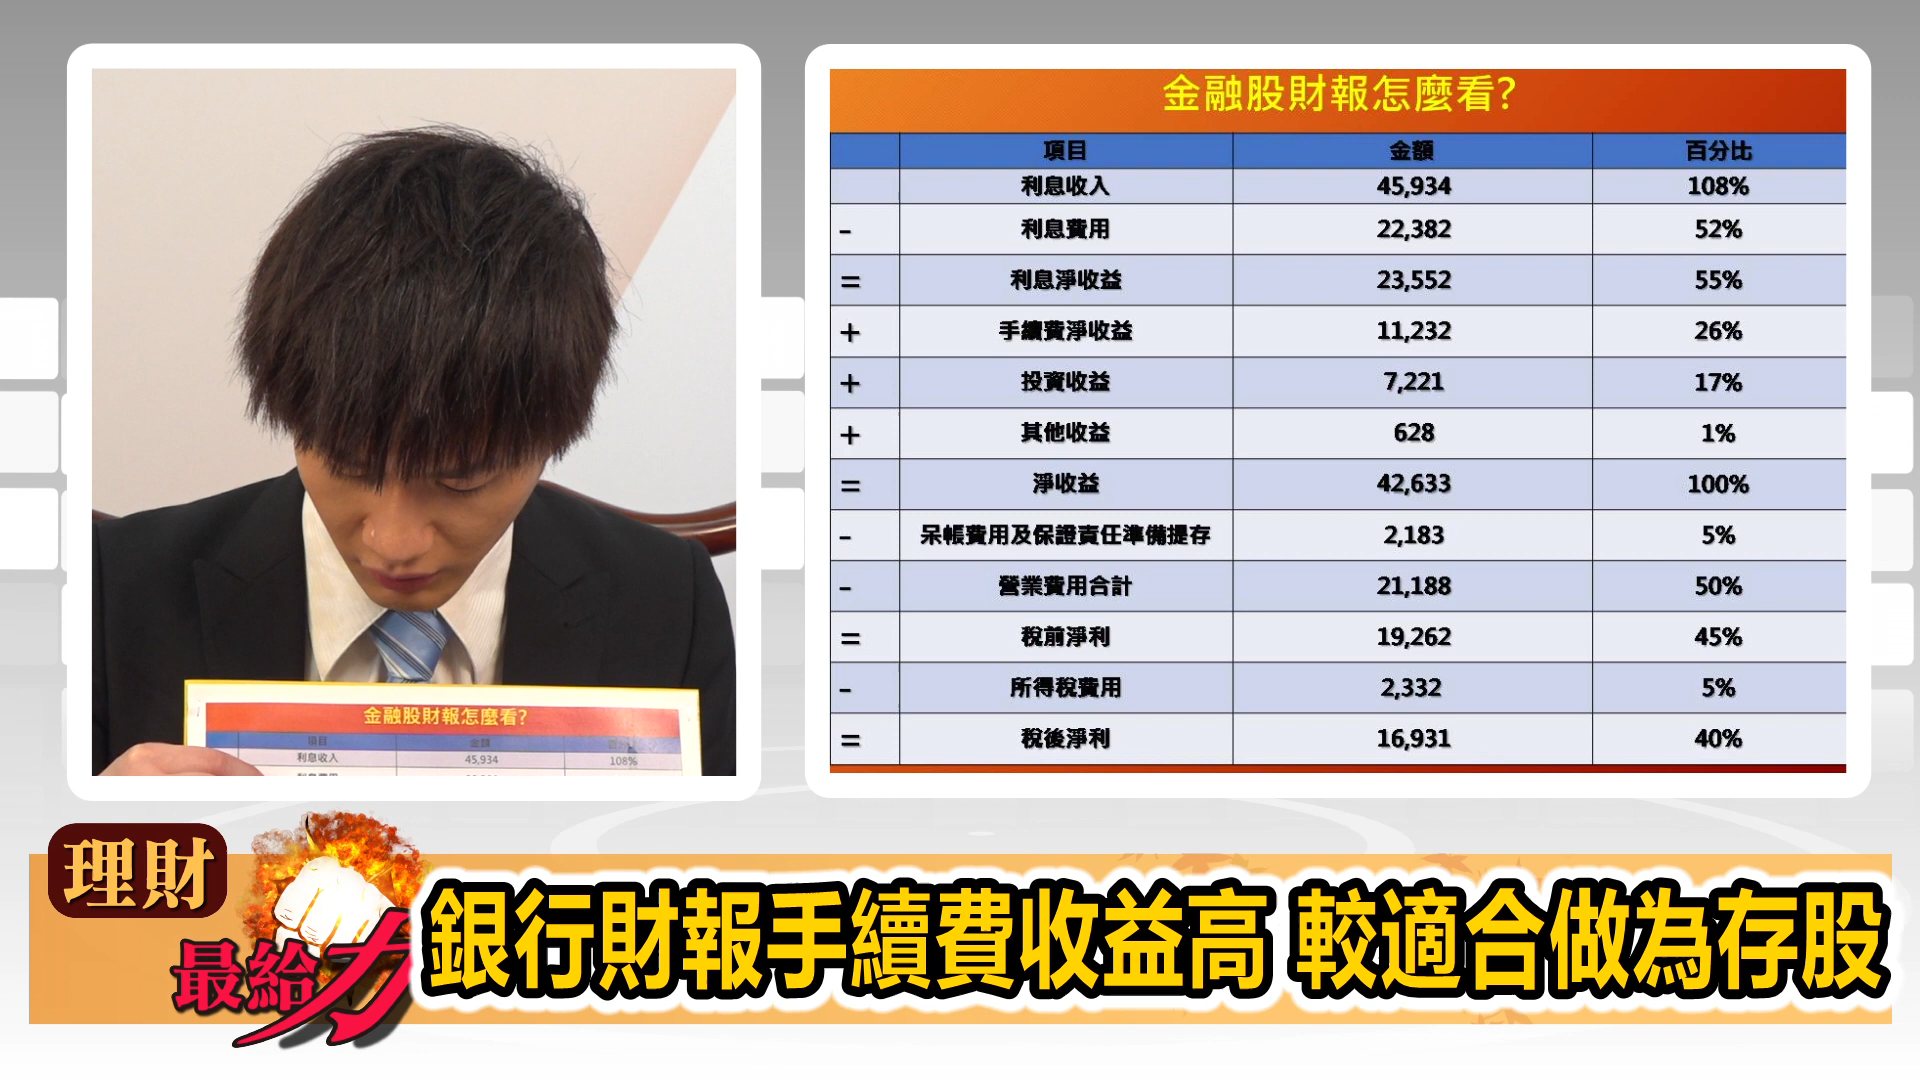 金融股財報怎麼看?
項目 金額 百分比
利息收入 45,934 108%
- 利息費用 22,382 52%
= 利息淨收益 23,552 55%
+ 手續費淨收益 11,232 26%
+ 投資收益 7,221 17%
+ 其他收益 628 1%
= 淨收益 42,633 100%
- 呆帳費用及保證責任準備提存 2,183 5%
- 營業費用合計 21,188 50%
= 稅前淨利 19,262 45%
- 所得稅費用 2,332 5%
= 稅後淨利 16,931 40%
金融股財報怎麼看?
項目 金額
利息收入 45,934 108%
理財
最給力
銀行財報手續費收益高 較適合做為存股